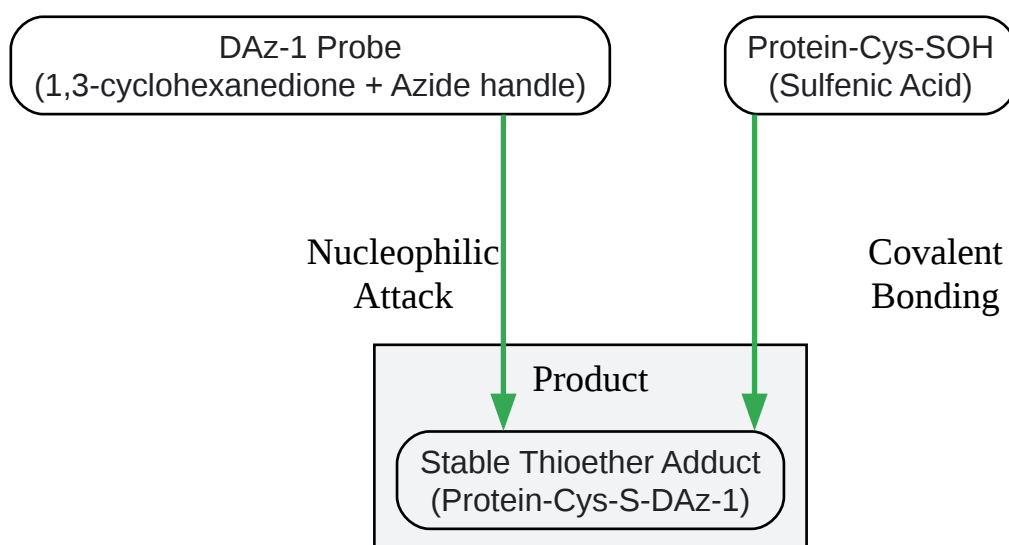 DAz-1 Probe
(1,3-cyclohexanedione + Azide handle)
Protein-Cys-SOH
(Sulfenic Acid)
Nucleophilic
Attack
Covalent
Bonding
Product
Stable Thioether Adduct
(Protein-Cys-S-DAz-1)